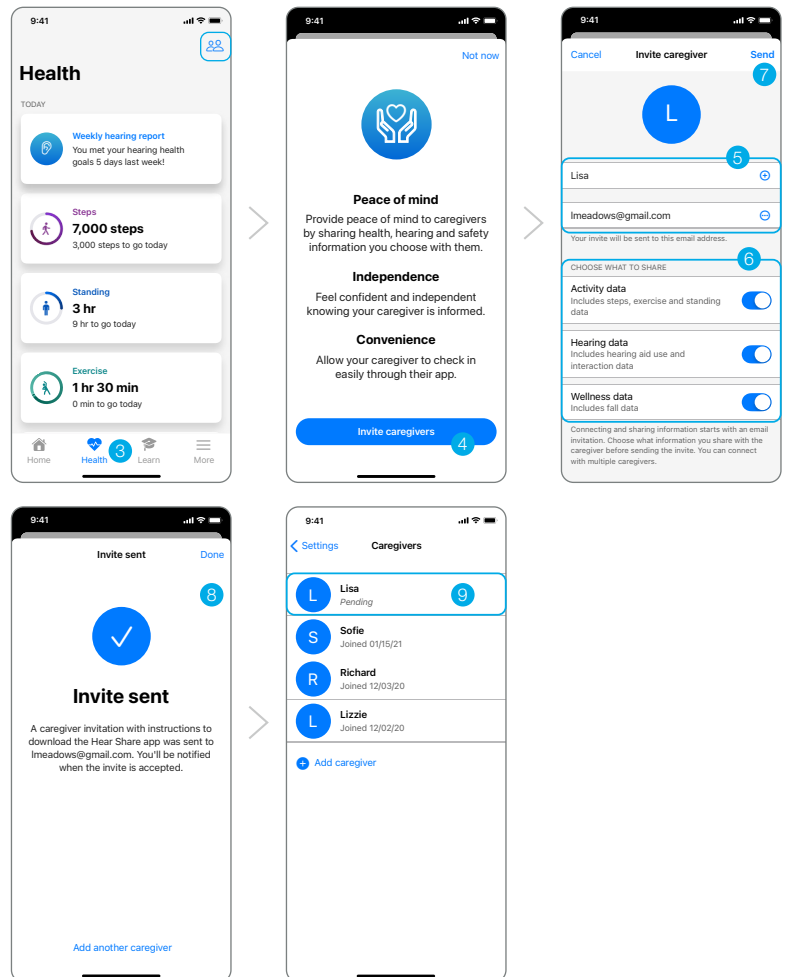 9:41
Health
TODAY
Weekly hearing report
You met your hearing health
goals 5 days last week!
Steps
7,000 steps
3,000 steps to go today
Standing
3 hr
9 hr to go today
Exercise
1 hr 30 min
0 min to go today
Home
Health
3
Learn
More
9:41
Not now
Peace of mind
Provide peace of mind to caregivers
by sharing health, hearing and safety
information you choose with them.
Independence
Feel confident and independent
knowing your caregiver is informed.
Convenience
Allow your caregiver to check in
easily through their app.
Invite caregivers
4
9:41
Cancel
Invite caregiver
Send
7
L
5
Lisa
lmeadows@gmail.com
Your invite will be sent to this email address.
6
CHOOSE WHAT TO SHARE
Activity data
Includes steps, exercise and standing
data
Hearing data
Includes hearing aid use and
interaction data
Wellness data
Includes fall data
Connecting and sharing information starts with an email
invitation. Choose what information you share with the
caregiver before sending the invite. You can connect
with multiple caregivers.
9:41
Invite sent
Done
8
Invite sent
A caregiver invitation with instructions to
download the Hear Share app was sent to
lmeadows@gmail.com. You'll be notified
when the invite is accepted.
Add another caregiver
9:41
Settings
Caregivers
L
Lisa
Pending
9
S
Sofie
Joined 01/15/21
R
Richard
Joined 12/03/20
L
Lizzie
Joined 12/02/20
Add caregiver